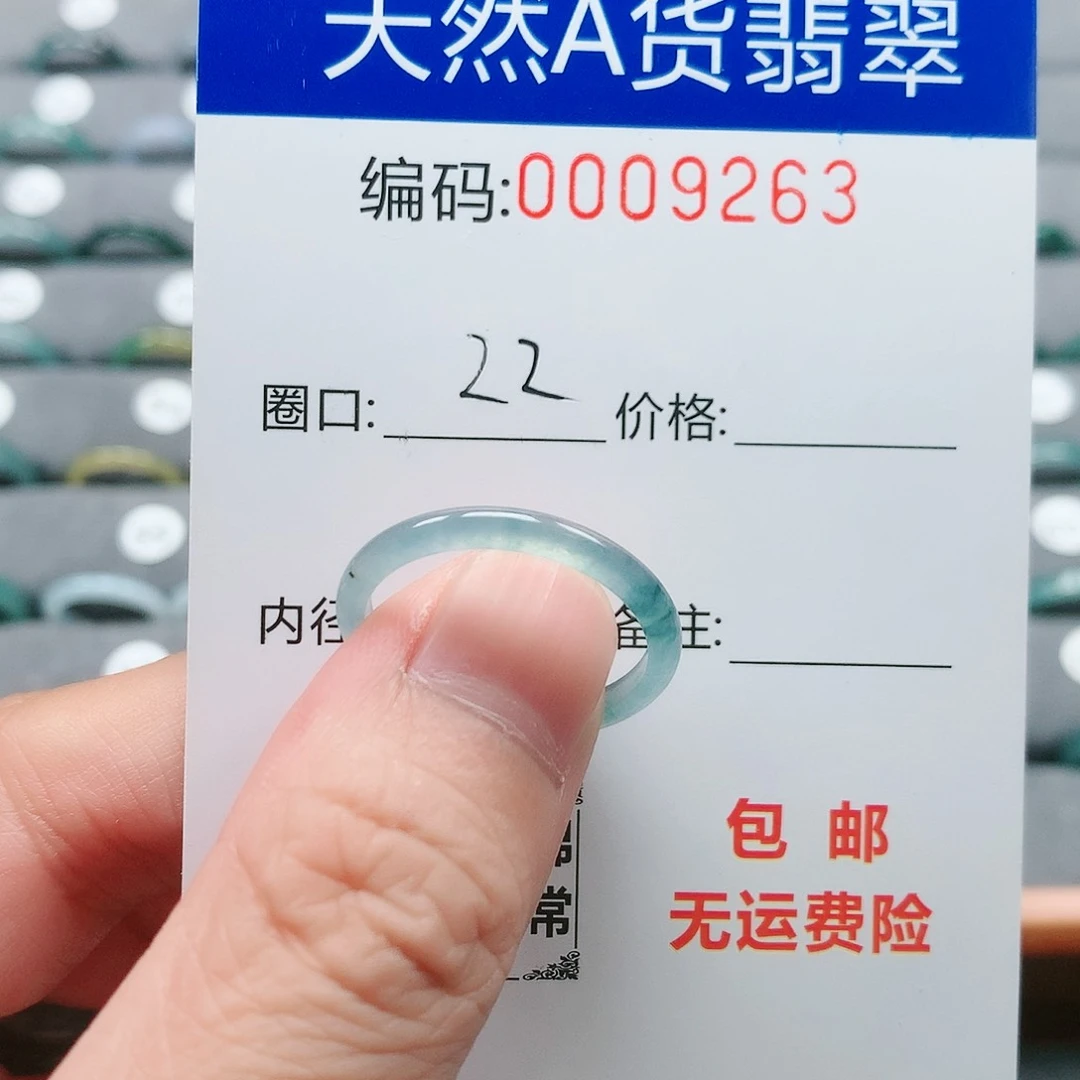 天然A货翡翠
编码:0009263
圈口: 22 价格:
内径 备注:
包邮
常
无运费险